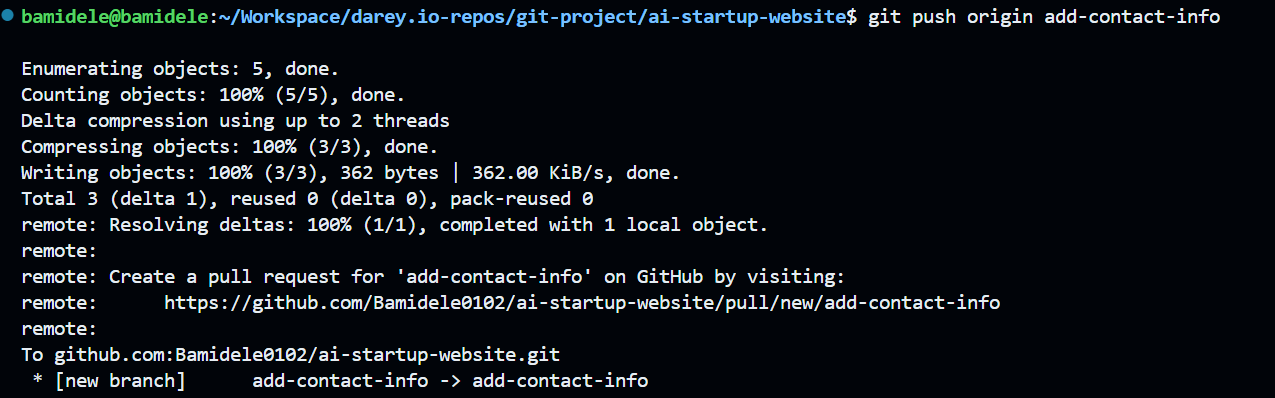 bamidele@bamidele:~/Workspace/darey.io-repos/git-project/ai-startup-website$ git push origin add-contact-info
Enumerating objects: 5, done.
Counting objects: 100% (5/5), done.
Delta compression using up to 2 threads
Compressing objects: 100% (3/3), done.
Writing objects: 100% (3/3), 362 bytes | 362.00 KiB/s, done.
Total 3 (delta 1), reused 0 (delta 0), pack-reused 0
remote: Resolving deltas: 100% (1/1), completed with 1 local object.
remote:
remote: Create a pull request for 'add-contact-info' on GitHub by visiting:
remote:      https://github.com/Bamidele0102/ai-startup-website/pull/new/add-contact-info
remote:
To github.com:Bamidele0102/ai-startup-website.git
 * [new branch]      add-contact-info -> add-contact-info